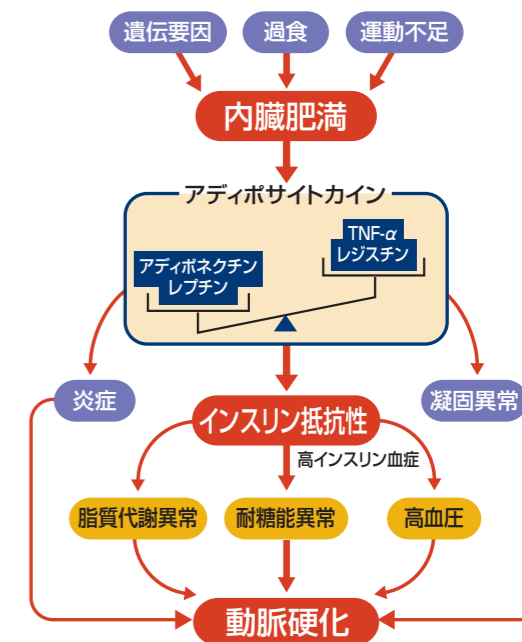 遺伝要因
過食
運動不足
内臓肥満
アディポサイトカイン
TNF-α
レジスチン
アディポネクチン
レプチン
炎症
インスリン抵抗性
凝固異常
高インスリン血症
脂質代謝異常
耐糖能異常
高血圧
動脈硬化